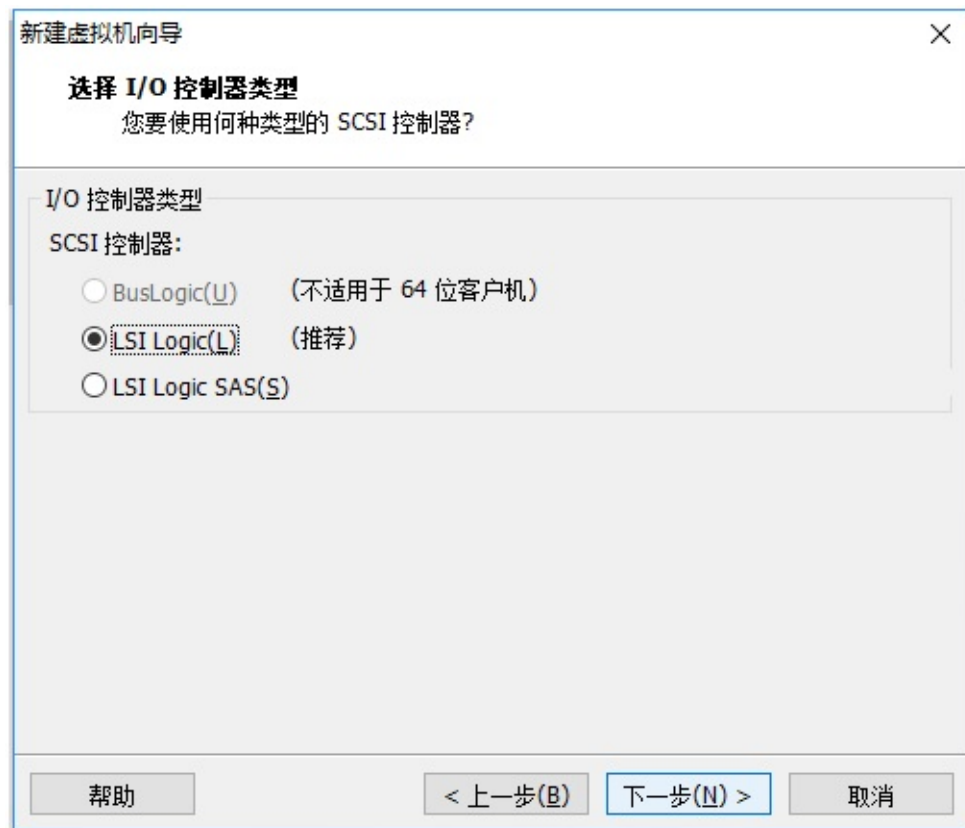 新建虚拟机向导
选择 I/O 控制器类型
您要使用何种类型的 SCSI 控制器?
I/O 控制器类型
SCSI 控制器:
BusLogic(U) (不适用于 64 位客户机)
LSI Logic(L) (推荐)
LSI Logic SAS(S)
帮助 < 上一步(B) 下一步(N) > 取消